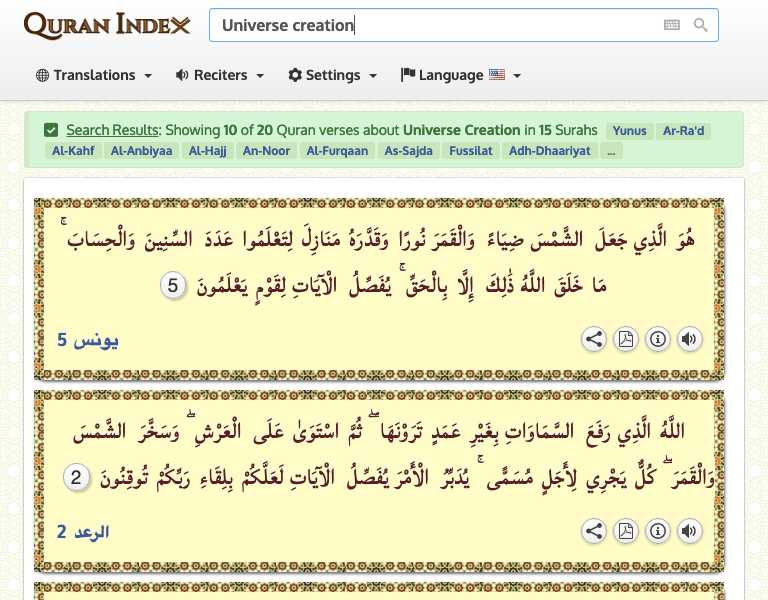 QURAN INDEX
Universe creation
Translations Reciters Settings Language
Search Results: Showing 10 of 20 Quran verses about Universe Creation in 15 Surahs Yunus Ar-Ra'd
Al-Kahf Al-Anbiyaa Al-Hajj An-Noor Al-Furqaan As-Sajda Fussilat Adh-Dhaariyat ...
هُوَ الَّذِي جَعَلَ الشَّمْسَ ضِيَاءً وَالْقَمَرَ نُورًا وَقَدَّرَهُ مَنَازِلَ لِتَعْلَمُوا عَدَدَ السِّنِينَ وَالْحِسَابَ ۚ
مَا خَلَقَ اللَّهُ ذَٰلِكَ إِلَّا بِالْحَقِّ ۚ يُفَصِّلُ الْآيَاتِ لِقَوْمٍ يَعْلَمُونَ 5
يونس 5
اللَّهُ الَّذِي رَفَعَ السَّمَاوَاتِ بِغَيْرِ عَمَدٍ تَرَوْنَهَا ۖ ثُمَّ اسْتَوَىٰ عَلَى الْعَرْشِ ۖ وَسَخَّرَ الشَّمْسَ
وَالْقَمَرَ ۖ كُلٌّ يَجْرِي لِأَجَلٍ مُسَمًّى ۚ يُدَبِّرُ الْأَمْرَ يُفَصِّلُ الْآيَاتِ لَعَلَّكُمْ بِلِقَاءِ رَبِّكُمْ تُوقِنُونَ 2
الرعد 2